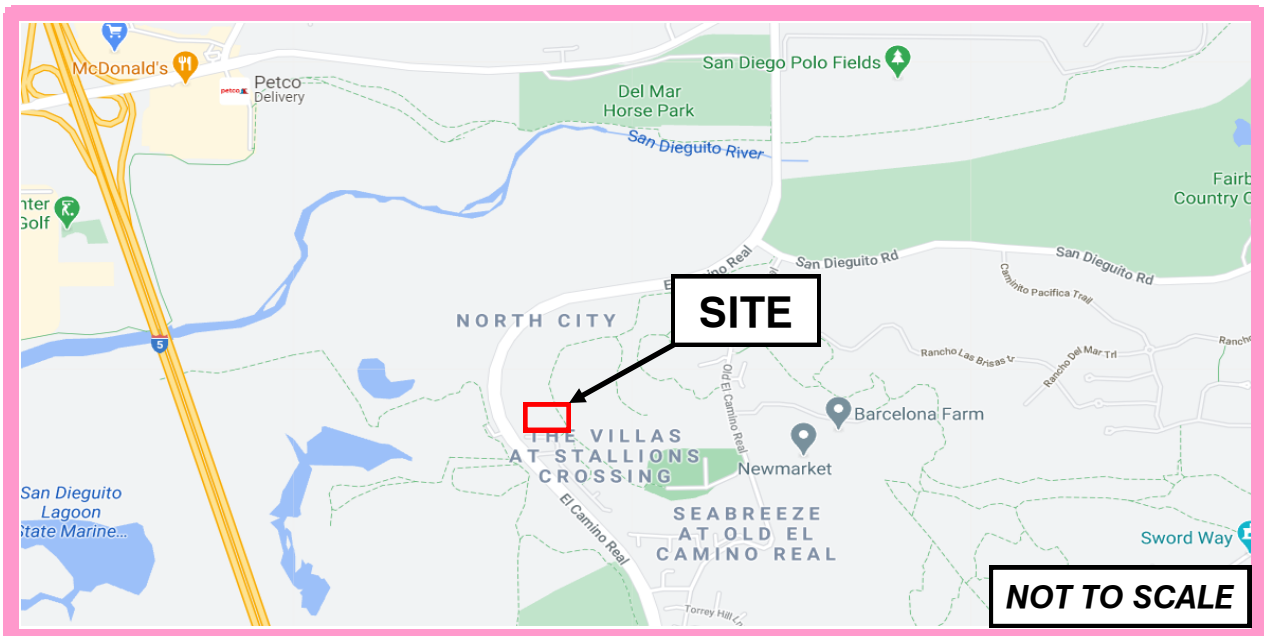 McDonald's
petco
Petco
Delivery
San Diego Polo Fields
Del Mar
Horse Park
San Dieguito River
nter
Golf
Fairb
Country C
San Dieguito Rd
San Dieguito Rd
Caminito Pacifica Trail
SITE
NORTH CITY
5
Rancho Las Brisas
Rancho Del Mar Trl
Ranch
Old El Camino Real
Barcelona Farm
Newmarket
THE VILLAS
AT STALLIONS
CROSSING
El Camino Real
SEABREEZE
AT OLD EL
CAMINO REAL
San Dieguito
Lagoon
State Marine...
Sword Way
NOT TO SCALE
Torrey Hill Ln